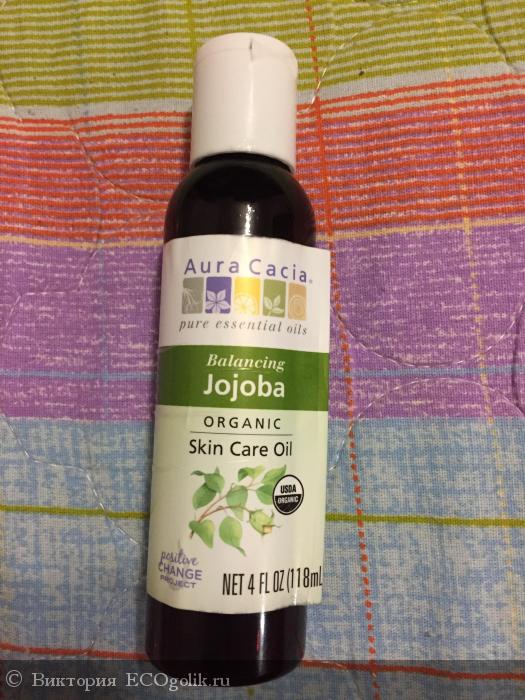 Aura Cacia®
pure essential oils
Balancing
Jojoba
ORGANIC
Skin Care Oil
USDA
ORGANIC
positive
CHANGE
PROJECT
NET 4 FL OZ (118mL
© Виктория ECOgolik.ru